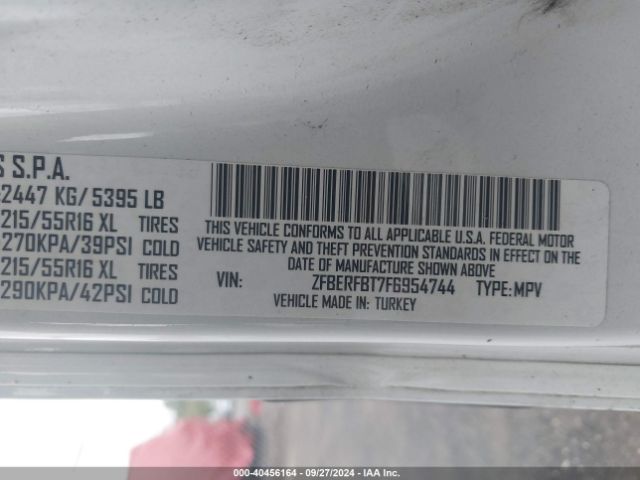 S S.P.A.
2447 KG/ 5395 LB
215/55R16 XL TIRES
270KPA/39PSI COLD
215/55R16 XL TIRES
290KPA/42PSI COLD
THIS VEHICLE CONFORMS TO ALL APPLICABLE U.S.A. FEDERAL MOTOR
VEHICLE SAFETY AND THEFT PREVENTION STANDARDS IN EFFECT ON THE
DATE OF MANUFACTURE SHOWN ABOVE
VIN: ZFBERFBT7F6954744 TYPE: MPV
VEHICLE MADE IN: TURKEY
000-40456164 - 09/27/2024 - IAA Inc.